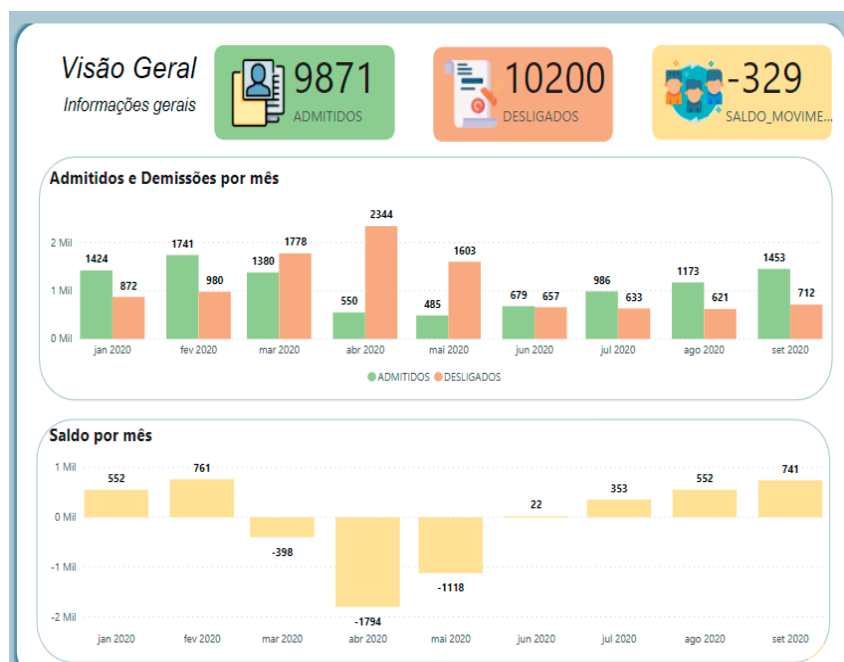 Visão Geral
Informações gerais
9871
ADMITIDOS
10200
DESLIGADOS
-329
SALDO_MOVIME...
Admitidos e Demissões por mês
2 Mil
1 Mil
0 Mil
1424 872 1741 980 1380 1778 550 2344 485 1603 679 657 986 633 1173 621 1453 712
jan 2020 fev 2020 mar 2020 abr 2020 mai 2020 jun 2020 jul 2020 ago 2020 set 2020
ADMITIDOS DESLIGADOS
Saldo por mês
1 Mil
0 Mil
-1 Mil
-2 Mil
552 761 -398 -1794 -1118 22 353 552 741
jan 2020 fev 2020 mar 2020 abr 2020 mai 2020 jun 2020 jul 2020 ago 2020 set 2020